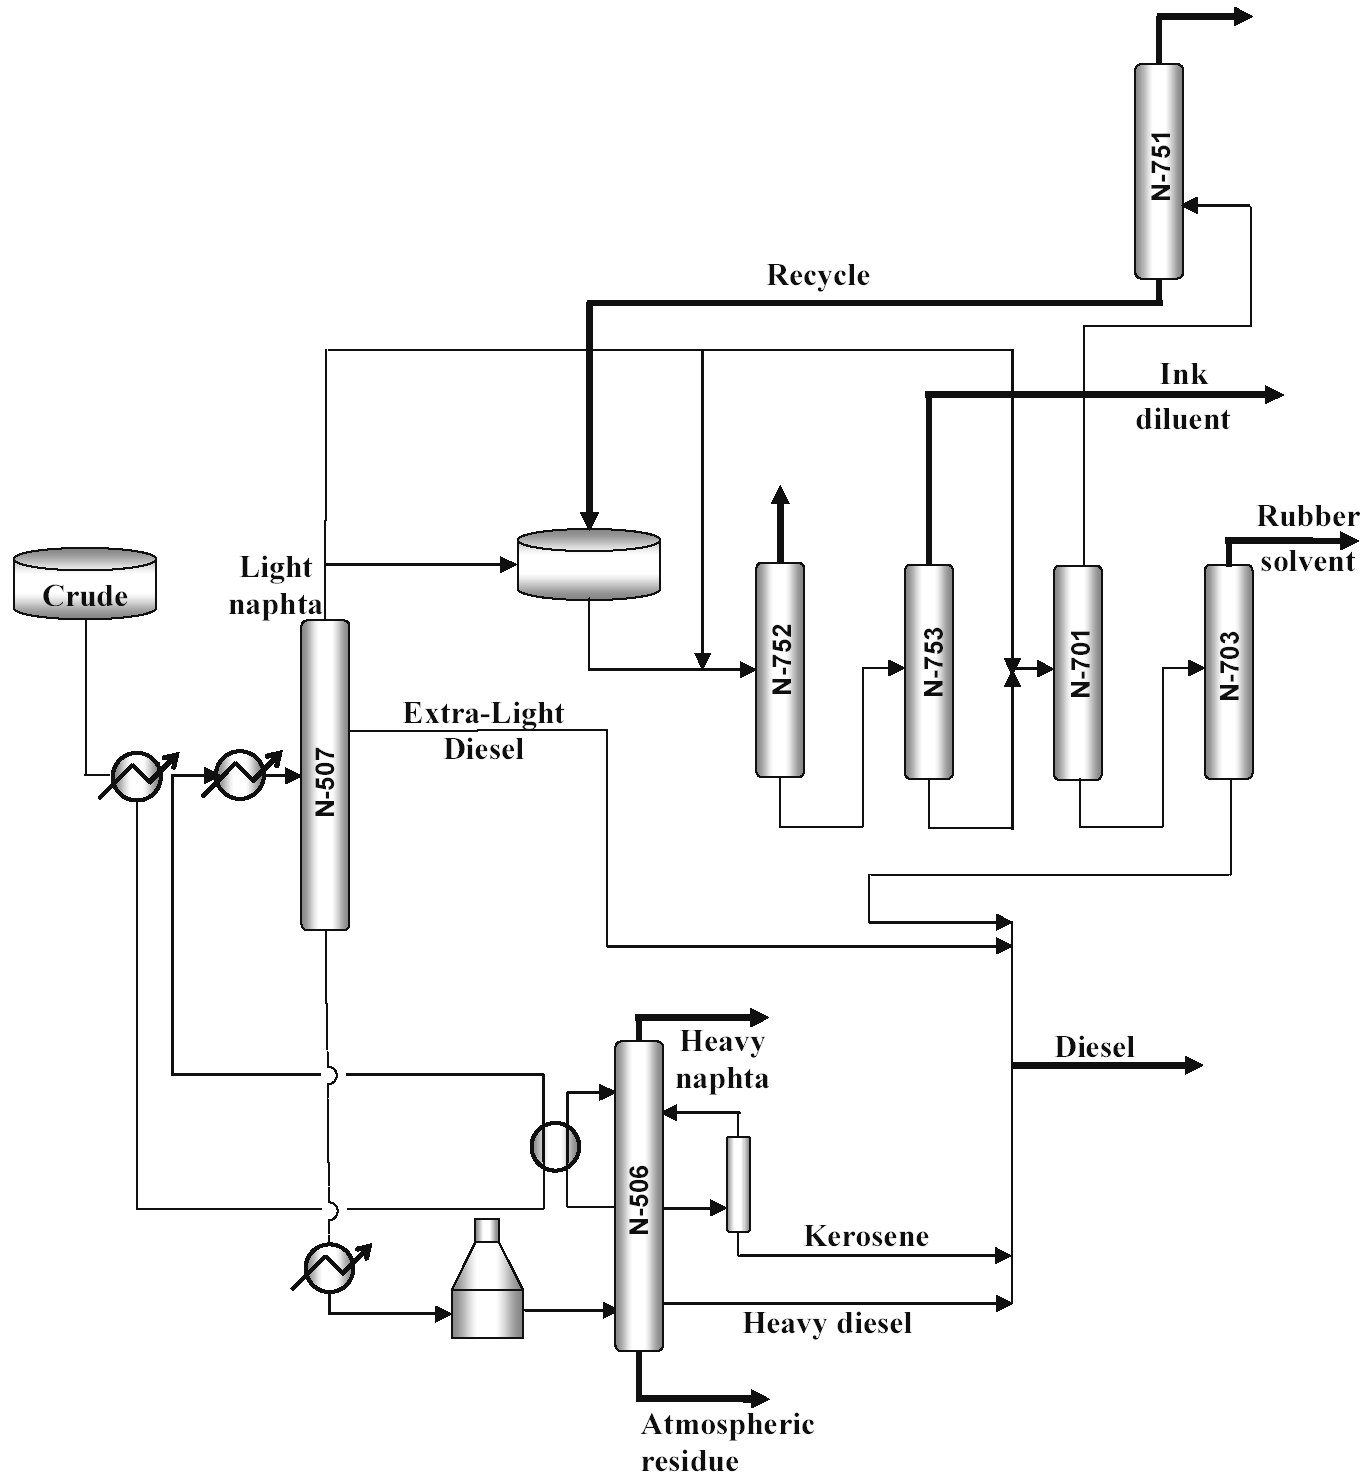 N-751
Recycle
Ink
diluent
Rubber
solvent
Light
naphta
Crude
N-752
N-753
N-701
N-703
Extra-Light
Diesel
N-507
Heavy
naphta
Diesel
N-506
Kerosene
Heavy diesel
Atmospheric
residue